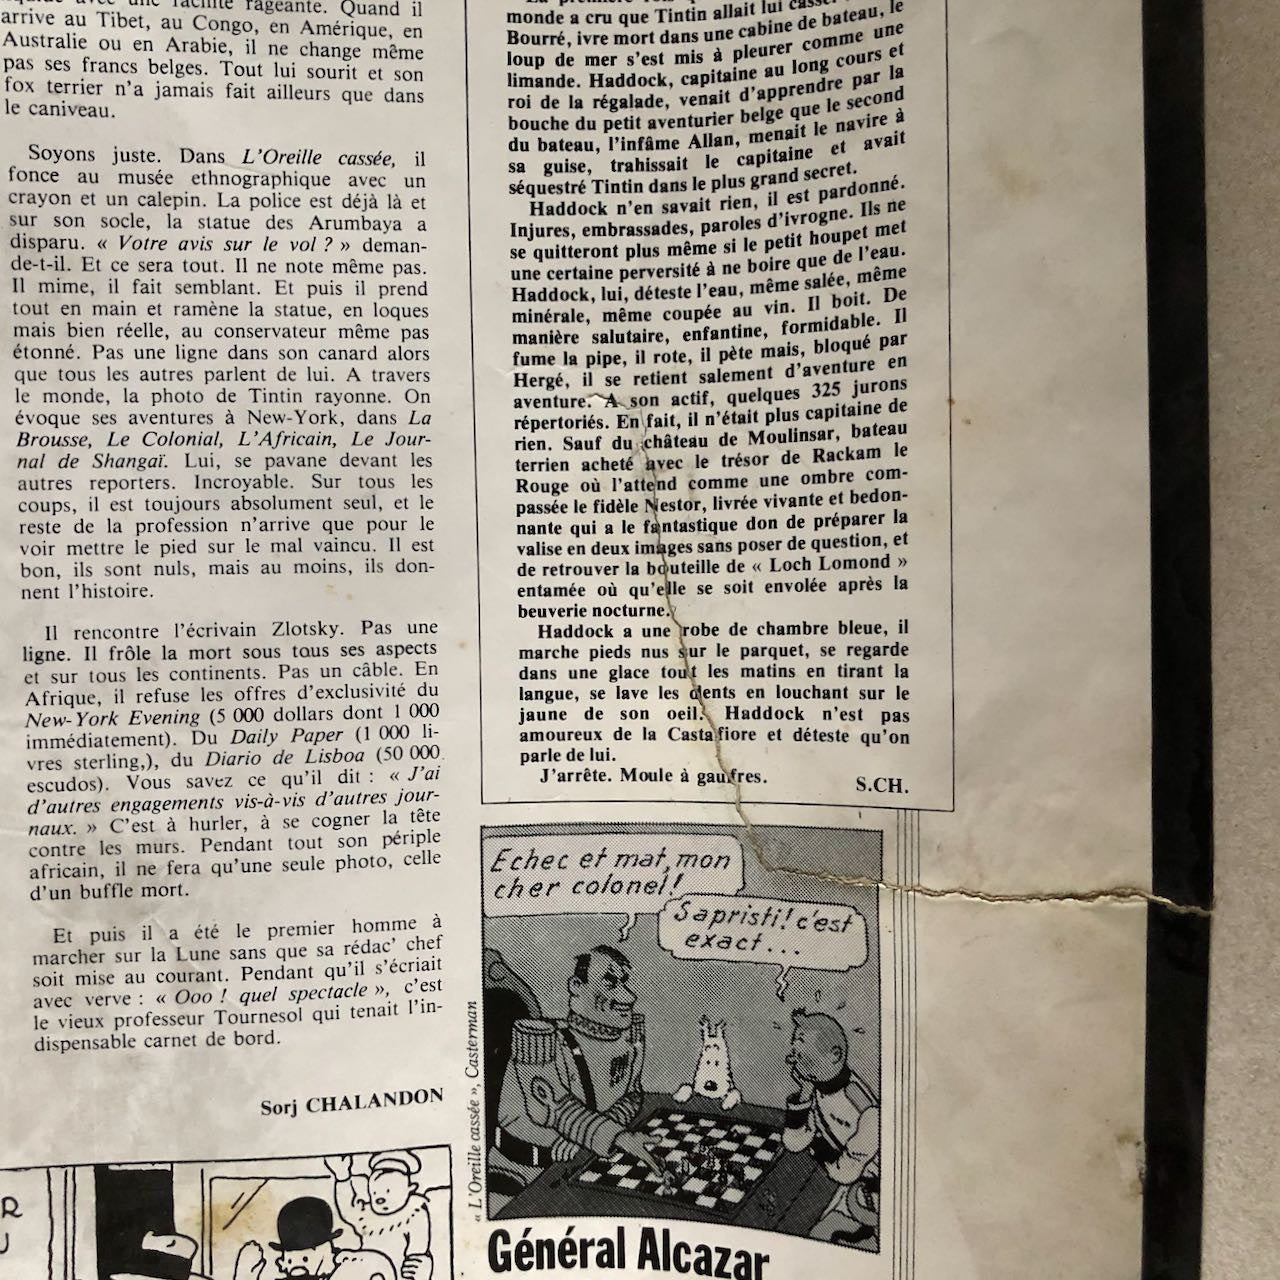 avec une facilité rageante. Quand il
arrive au Tibet, au Congo, en Amérique, en
Australie ou en Arabie, il ne change même
pas ses francs belges. Tout lui sourit et son
fox terrier n'a jamais fait ailleurs que dans
le caniveau.
Soyons juste. Dans L'Oreille cassée, il
fonce au musée ethnographique avec un
crayon et un calepin. La police est déjà là et
sur son socle, la statue des Arumbaya a
disparu. « Votre avis sur le vol ? » deman-
de-t-il. Et ce sera tout. Il ne note même pas.
Il mime, il fait semblant. Et puis il prend
tout en main et ramène la statue, en loques
mais bien réelle, au conservateur même pas
étonné. Pas une ligne dans son canard alors
que tous les autres parlent de lui. A travers
le monde, la photo de Tintin rayonne. On
évoque ses aventures à New-York, dans La
Brousse, Le Colonial, L'Africain, Le Jour-
nal de Shangaï. Lui, se pavane devant les
autres reporters. Incroyable. Sur tous les
coups, il est toujours absolument seul, et le
reste de la profession n'arrive que pour le
voir mettre le pied sur le mal vaincu. Il est
bon, ils sont nuls, mais au moins, ils don-
nent l'histoire.
Il rencontre l'écrivain Zlotsky. Pas une
ligne. Il frôle la mort sous tous ses aspects
et sur tous les continents. Pas un câble. En
Afrique, il refuse les offres d'exclusivité du
New-York Evening (5 000 dollars dont 1 000
immédiatement). Du Daily Paper (1 000 li-
vres sterling,), du Diario de Lisboa (50 000
escudos). Vous savez ce qu'il dit : « J'ai
d'autres engagements vis-à-vis d'autres jour-
naux. » C'est à hurler, à se cogner la tête
contre les murs. Pendant tout son périple
africain, il ne fera qu'une seule photo, celle
d'un buffle mort.
Et puis il a été le premier homme à
marcher sur la Lune sans que sa rédac' chef
soit mise au courant. Pendant qu'il s'écriait
avec verve : « Ooo ! quel spectacle », c'est
le vieux professeur Tournesol qui tenait l'in-
dispensable carnet de bord.
Sorj CHALANDON
monde a cru que Tintin allait lui
Bourré, ivre mort dans une cabine de bateau, le
loup de mer s'est mis à pleurer comme une
limande. Haddock, capitaine au long cours et
roi de la régalade, venait d'apprendre par la
bouche du petit aventurier belge que le second
du bateau, l'infâme Allan, menait le navire à
sa guise, trahissait le capitaine et avait
séquestré Tintin dans le plus grand secret.
Haddock n'en savait rien, il est pardonné.
Injures, embrassades, paroles d'ivrogne. Ils ne
se quitteront plus même si le petit houpet met
une certaine perversité à ne boire que de l'eau.
Haddock, lui, déteste l'eau, même salée, même
minérale, même coupée au vin. Il boit. De
manière salutaire, enfantine, formidable. Il
fume la pipe, il rote, il pète mais, bloqué par
Hergé, il se retient salement d'aventure en
aventure. A son actif, quelques 325 jurons
répertoriés. En fait, il n'était plus capitaine de
rien. Sauf du château de Moulinsar, bateau
terrien acheté avec le trésor de Rackam le
Rouge où l'attend comme une ombre com-
passée le fidèle Nestor, livrée vivante et bedon-
nante qui a le fantastique don de préparer la
valise en deux images sans poser de question, et
de retrouver la bouteille de « Loch Lomond »
entamée où qu'elle se soit envolée après la
beuverie nocturne.
Haddock a une robe de chambre bleue, il
marche pieds nus sur le parquet, se regarde
dans une glace tout les matins en tirant la
langue, se lave les dents en louchant sur le
jaune de son oeil. Haddock n'est pas
amoureux de la Castafiore et déteste qu'on
parle de lui.
J'arrête. Moule à gaufres.
S.CH.
Echec et mat, mon
cher colonel!
Sapristi! c'est
exact...
« L'Oreille cassée », Casterman
Général Alcazar